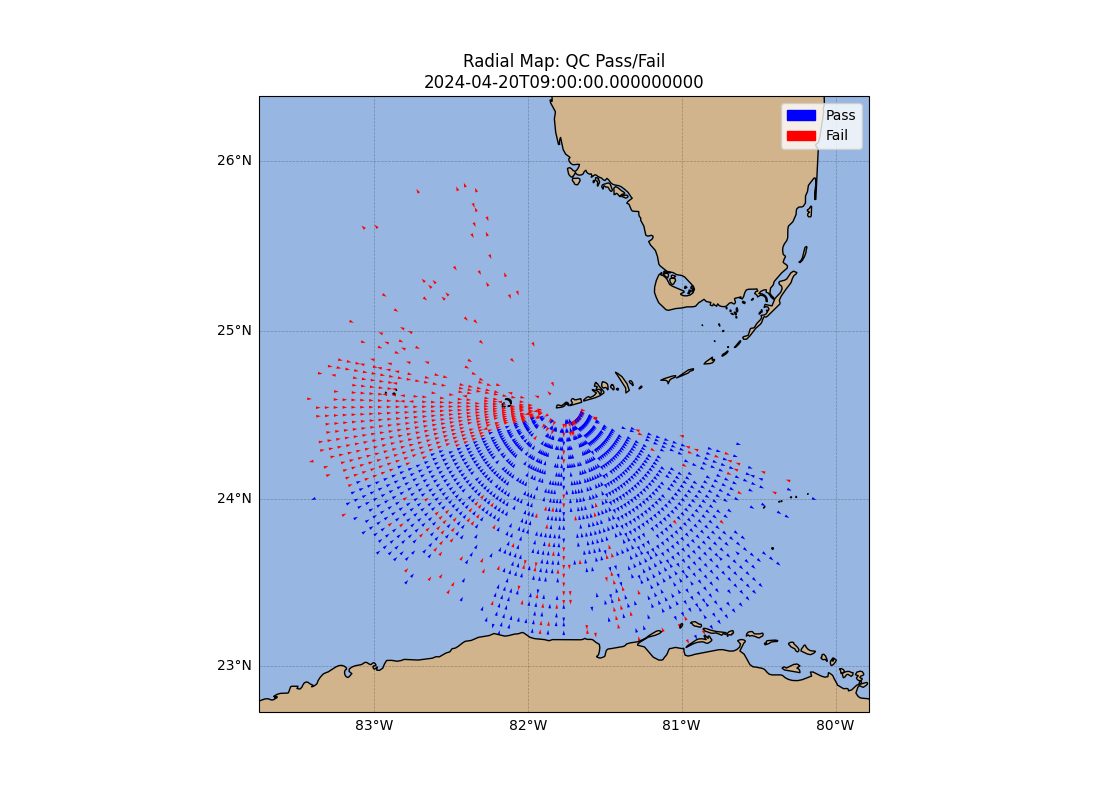 Radial Map: QC Pass/Fail
2024-04-20T09:00:00.000000000
Pass
Fail
26°N
25°N
24°N
23°N
83°W
82°W
81°W
80°W